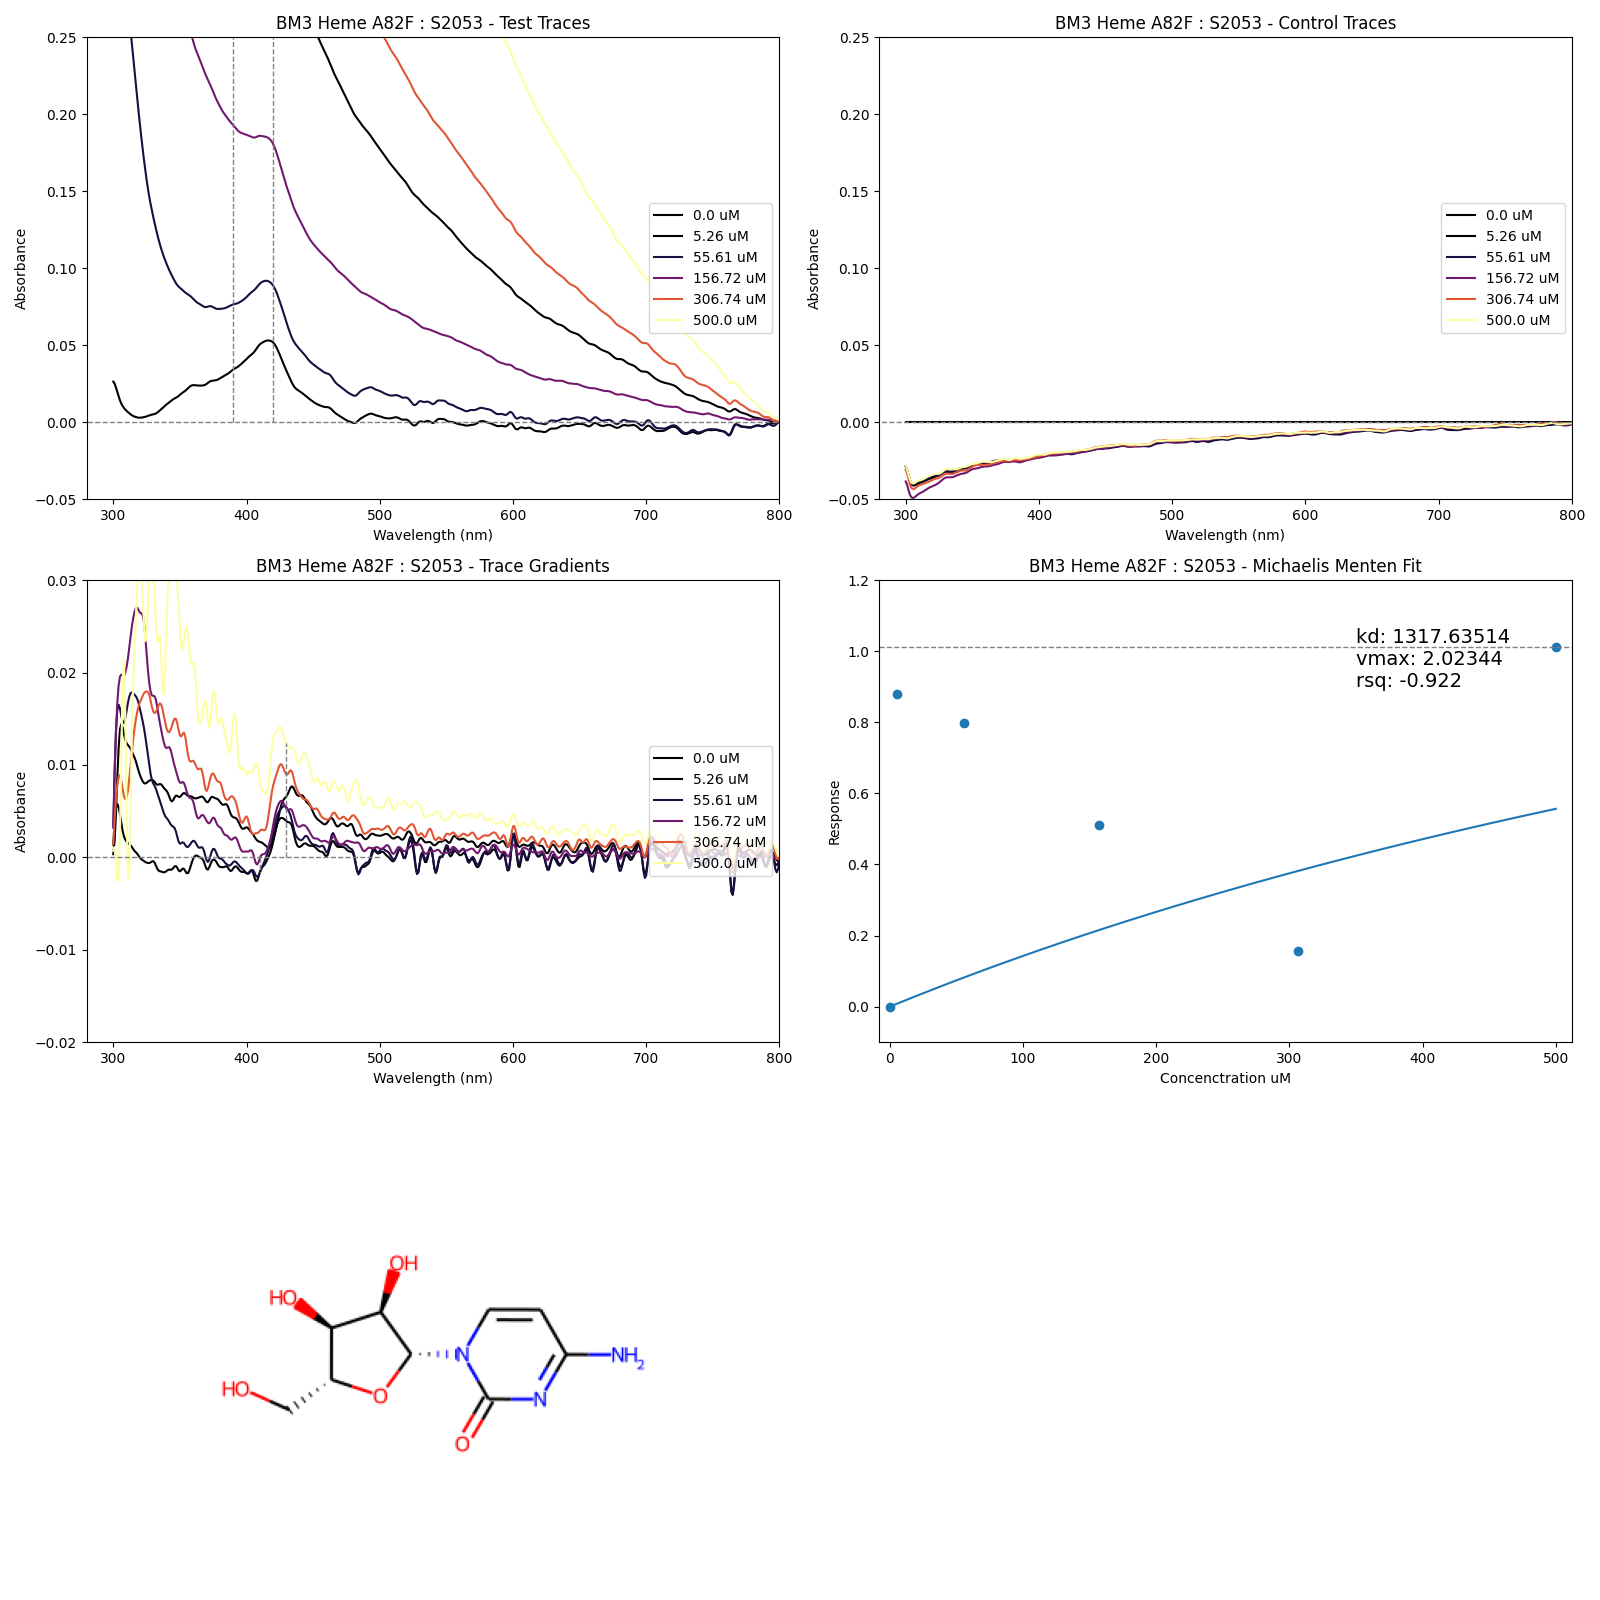 BM3 Heme A82F : S2053 - Test Traces
0.25
0.20
0.15
0.10
0.05
0.00
−0.05
Absorbance
0.0 uM
5.26 uM
55.61 uM
156.72 uM
306.74 uM
500.0 uM
300 400 500 600 700 800
Wavelength (nm)
BM3 Heme A82F : S2053 - Control Traces
0.25
0.20
0.15
0.10
0.05
0.00
−0.05
Absorbance
0.0 uM
5.26 uM
55.61 uM
156.72 uM
306.74 uM
500.0 uM
300 400 500 600 700 800
Wavelength (nm)
BM3 Heme A82F : S2053 - Trace Gradients
0.03
0.02
0.01
0.00
−0.01
−0.02
Absorbance
0.0 uM
5.26 uM
55.61 uM
156.72 uM
306.74 uM
500.0 uM
300 400 500 600 700 800
Wavelength (nm)
BM3 Heme A82F : S2053 - Michaelis Menten Fit
1.2
1.0
0.8
0.6
0.4
0.2
0.0
Response
kd: 1317.63514
vmax: 2.02344
rsq: -0.922
0 100 200 300 400 500
Concenctration uM
OH
HO
N
NH2
HO
O
N
O